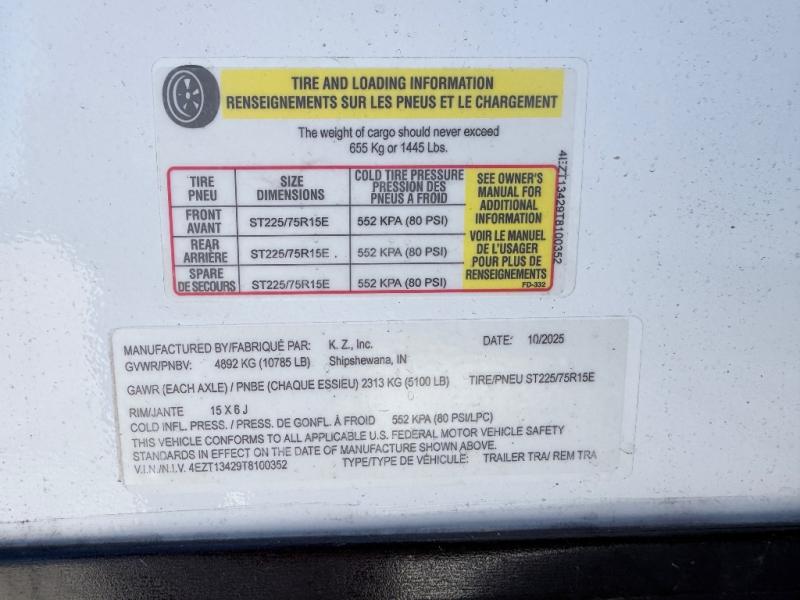 TIRE AND LOADING INFORMATION
RENSEIGNEMENTS SUR LES PNEUS ET LE CHARGEMENT
The weight of cargo should never exceed
655 Kg or 1445 Lbs.
TIRE
PNEU
SIZE
DIMENSIONS
COLD TIRE PRESSURE
PRESSION DES
PNEUS A FROID
SEE OWNER'S
MANUAL FOR
ADDITIONAL
INFORMATION
VOIR LE MANUEL
DE L'USAGER
POUR PLUS DE
RENSEIGNEMENTS
FD-332
FRONT
AVANT
ST225/75R15E
552 KPA (80 PSI)
REAR
ARRIÈRE
ST225/75R15E .
552 KPA (80 PSI)
SPARE
DE SECOURS
ST225/75R15E
552 KPA (80 PSI)
4EZT13429T8100352
MANUFACTURED BY/FABRIQUÉ PAR: K. Z., Inc. DATE: 10/2025
GVWR/PNBV: 4892 KG (10785 LB) Shipshewana, IN
GAWR (EACH AXLE) / PNBE (CHAQUE ESSIEU) 2313 KG (5100 LB) TIRE/PNEU ST225/75R15E
RIM/JANTE 15 X 6 J
COLD INFL. PRESS. / PRESS. DE GONFL. À FROID 552 KPA (80 PSI/LPC)
THIS VEHICLE CONFORMS TO ALL APPLICABLE U.S. FEDERAL MOTOR VEHICLE SAFETY
STANDARDS IN EFFECT ON THE DATE OF MANUFACTURE SHOWN ABOVE.
V.I.N./N.I.V. 4EZT13429T8100352 TYPE/TYPE DE VÉHICULE: TRAILER TRA/ REM TRA